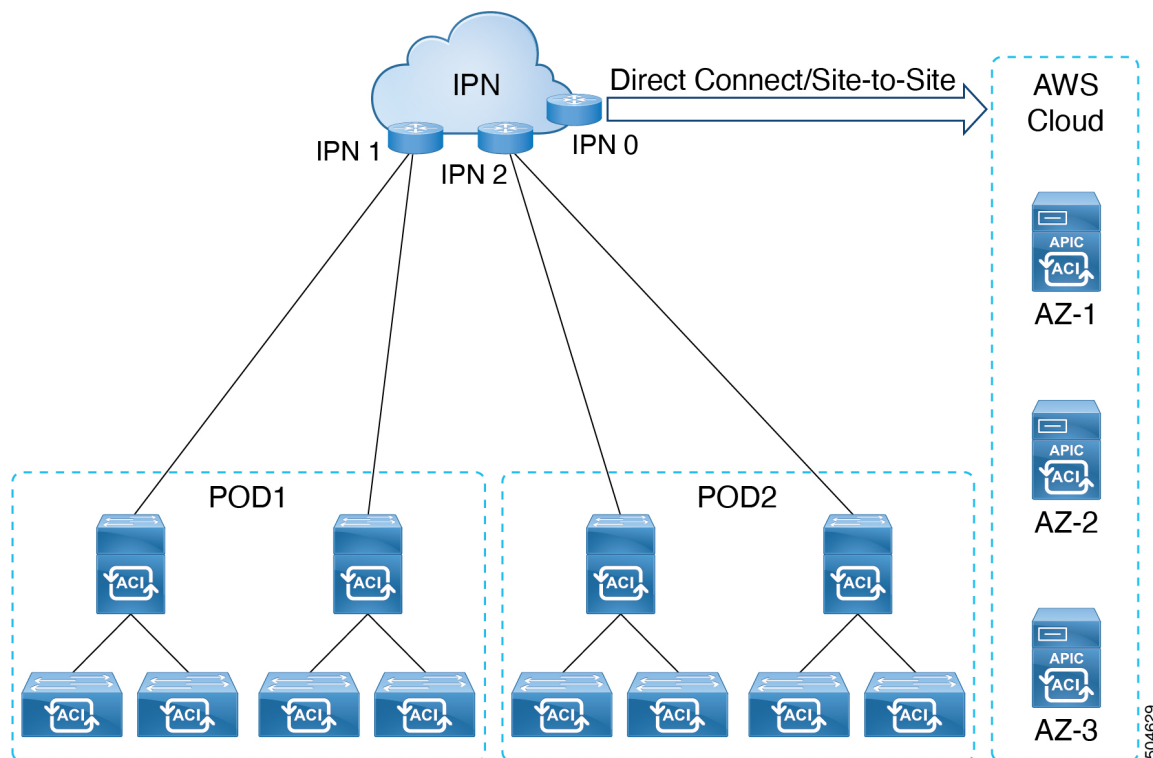 IPN
Direct Connect/Site-to-Site
AWS
Cloud
IPN 1
IPN 2
IPN 0
APIC
ACI
AZ-1
APIC
ACI
AZ-2
APIC
ACI
AZ-3
POD1
ACI
ACI
ACI
ACI
ACI
ACI
POD2
ACI
ACI
ACI
ACI
ACI
ACI
504629